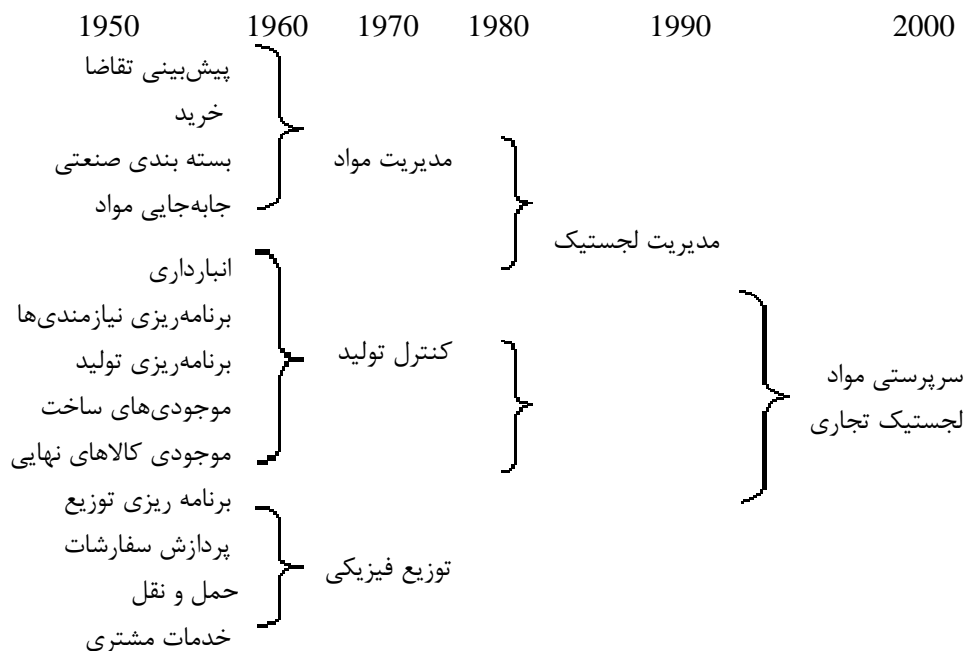 1950 1960 1970 1980 1990 2000
پیش‌بینی تقاضا
خرید
بسته بندی صنعتی
جابه‌جایی مواد
انبارداری
برنامه‌ریزی نیازمندی‌ها
برنامه‌ریزی تولید
موجودی‌های ساخت
موجودی کالاهای نهایی
برنامه ریزی توزیع
پردازش سفارشات
حمل و نقل
خدمات مشتری
مدیریت مواد
کنترل تولید
توزیع فیزیکی
مدیریت لجستیک
سرپرستی مواد
لجستیک تجاری